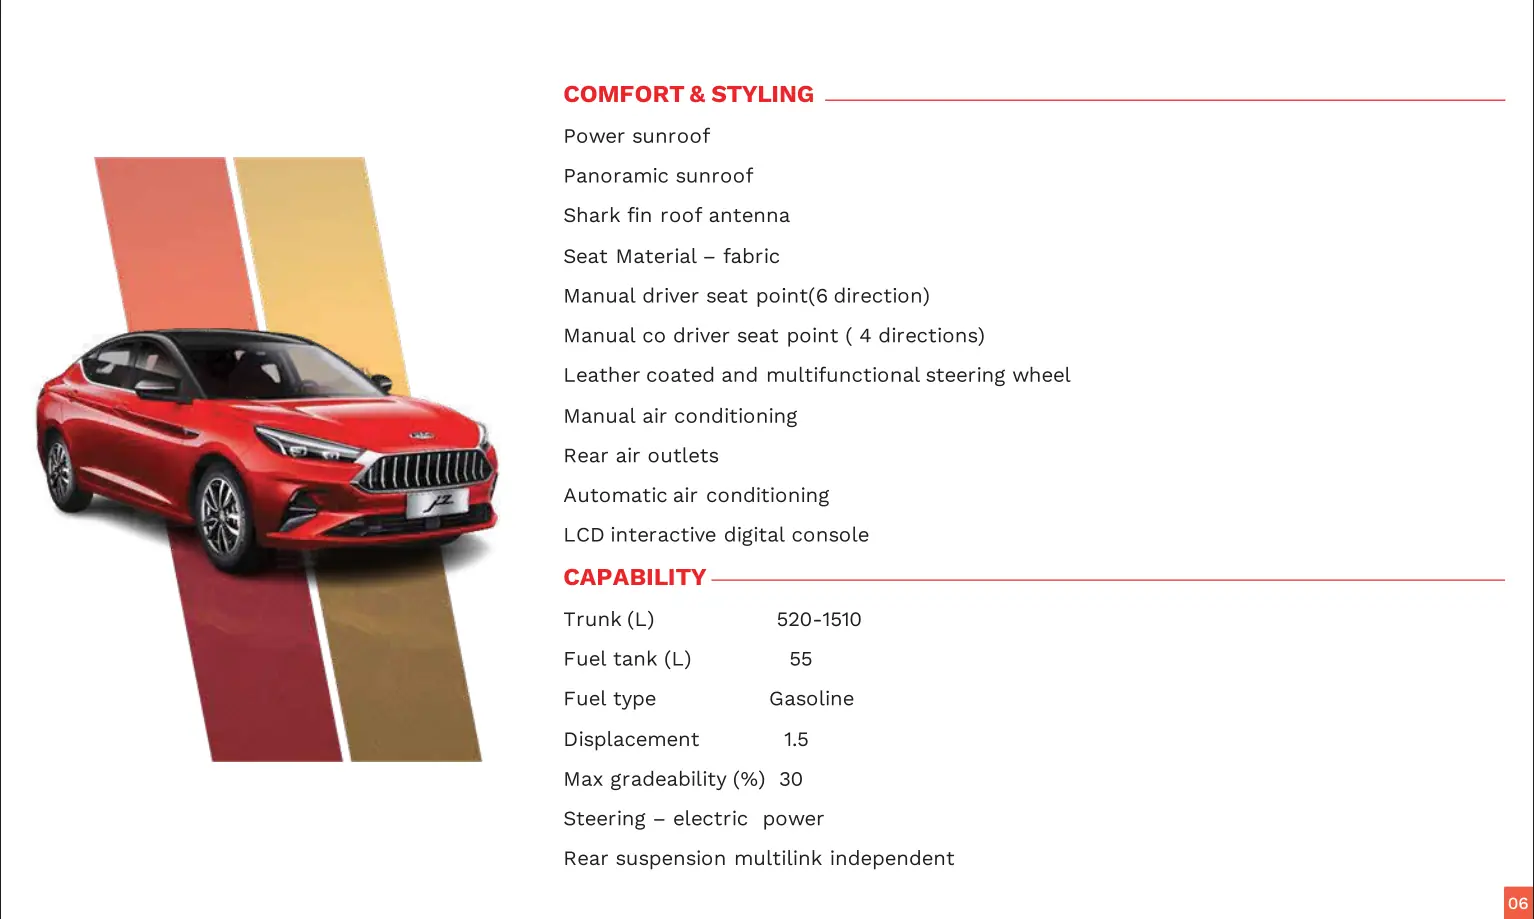 COMFORT & STYLING
Power sunroof
Panoramic sunroof
Shark fin roof antenna
Seat Material – fabric
Manual driver seat point(6 direction)
Manual co driver seat point ( 4 directions)
Leather coated and multifunctional steering wheel
Manual air conditioning
Rear air outlets
Automatic air conditioning
LCD interactive digital console
CAPABILITY
Trunk (L) 520-1510
Fuel tank (L) 55
Fuel type Gasoline
Displacement 1.5
Max gradeability (%) 30
Steering – electric power
Rear suspension multilink independent
06